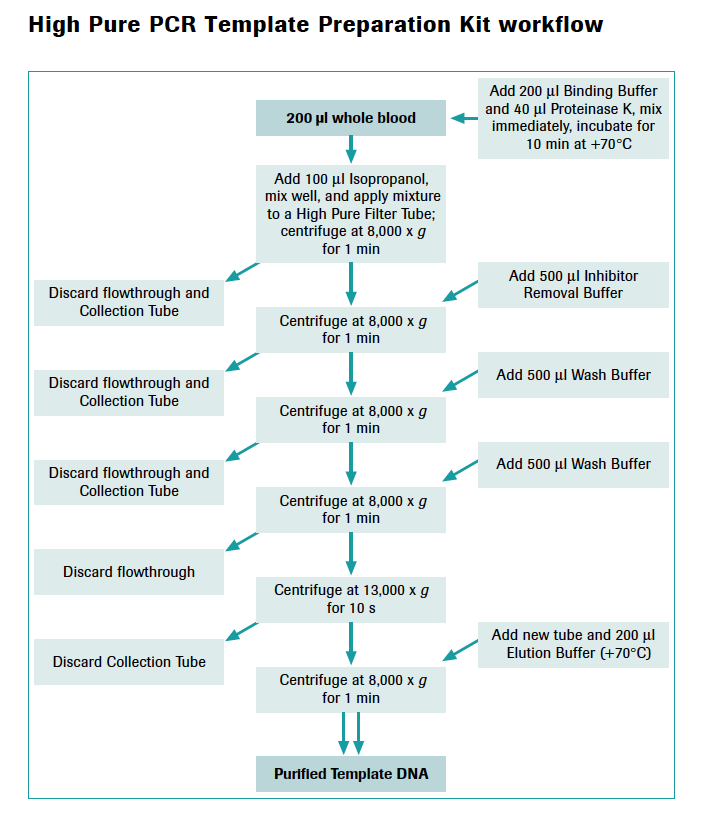 High Pure PCR Template Preparation Kit workflow
200 µl whole blood
Add 200 µl Binding Buffer
and 40 µl Proteinase K, mix
immediately, incubate for
10 min at +70°C
Add 100 µl Isopropanol,
mix well, and apply mixture
to a High Pure Filter Tube;
centrifuge at 8,000 x g
for 1 min
Discard flowthrough and
Collection Tube
Add 500 µl Inhibitor
Removal Buffer
Centrifuge at 8,000 x g
for 1 min
Discard flowthrough and
Collection Tube
Add 500 µl Wash Buffer
Centrifuge at 8,000 x g
for 1 min
Discard flowthrough and
Collection Tube
Add 500 µl Wash Buffer
Centrifuge at 8,000 x g
for 1 min
Discard flowthrough
Centrifuge at 13,000 x g
for 10 s
Discard Collection Tube
Add new tube and 200 µl
Elution Buffer (+70°C)
Centrifuge at 8,000 x g
for 1 min
Purified Template DNA